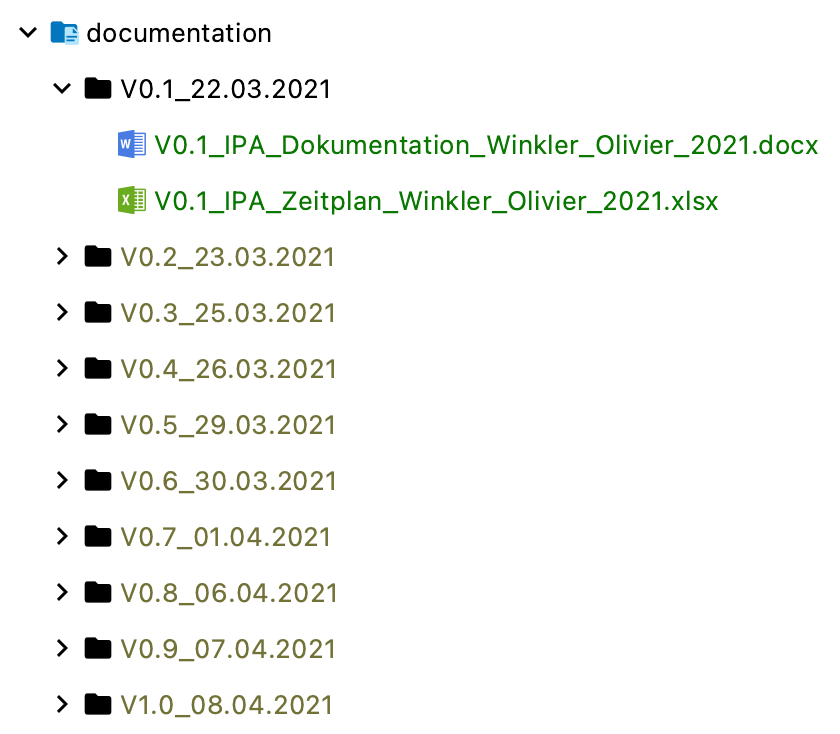 documentation
V0.1_22.03.2021
V0.1_IPA_Dokumentation_Winkler_Olivier_2021.docx
V0.1_IPA_Zeitplan_Winkler_Olivier_2021.xlsx
V0.2_23.03.2021
V0.3_25.03.2021
V0.4_26.03.2021
V0.5_29.03.2021
V0.6_30.03.2021
V0.7_01.04.2021
V0.8_06.04.2021
V0.9_07.04.2021
V1.0_08.04.2021